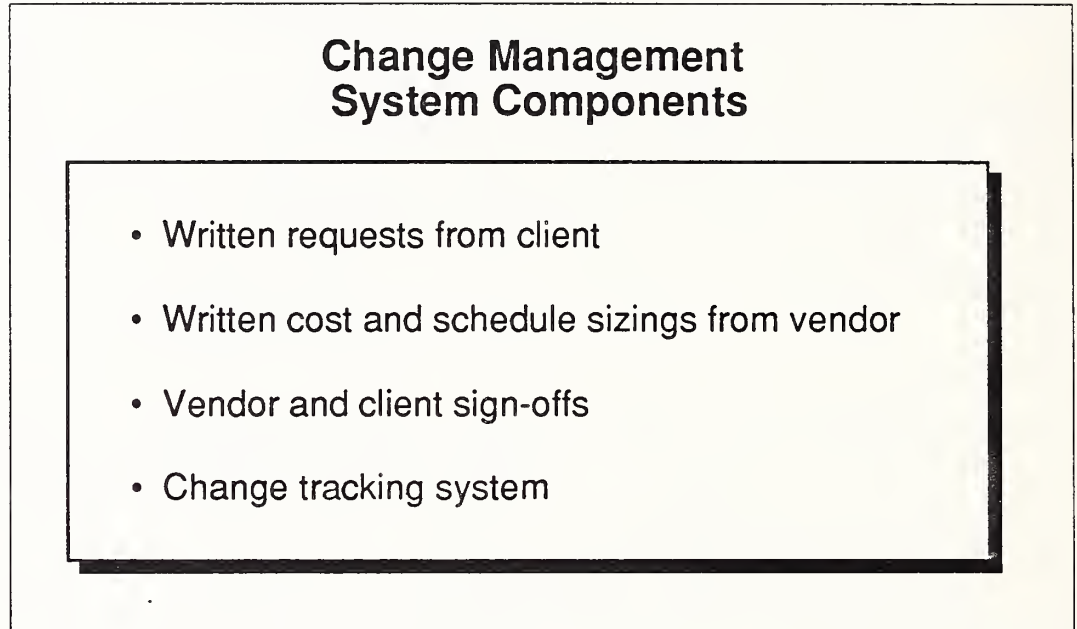 Change Management
System Components
• Written requests from client
• Written cost and schedule sizings from vendor
• Vendor and client sign-offs
• Change tracking system